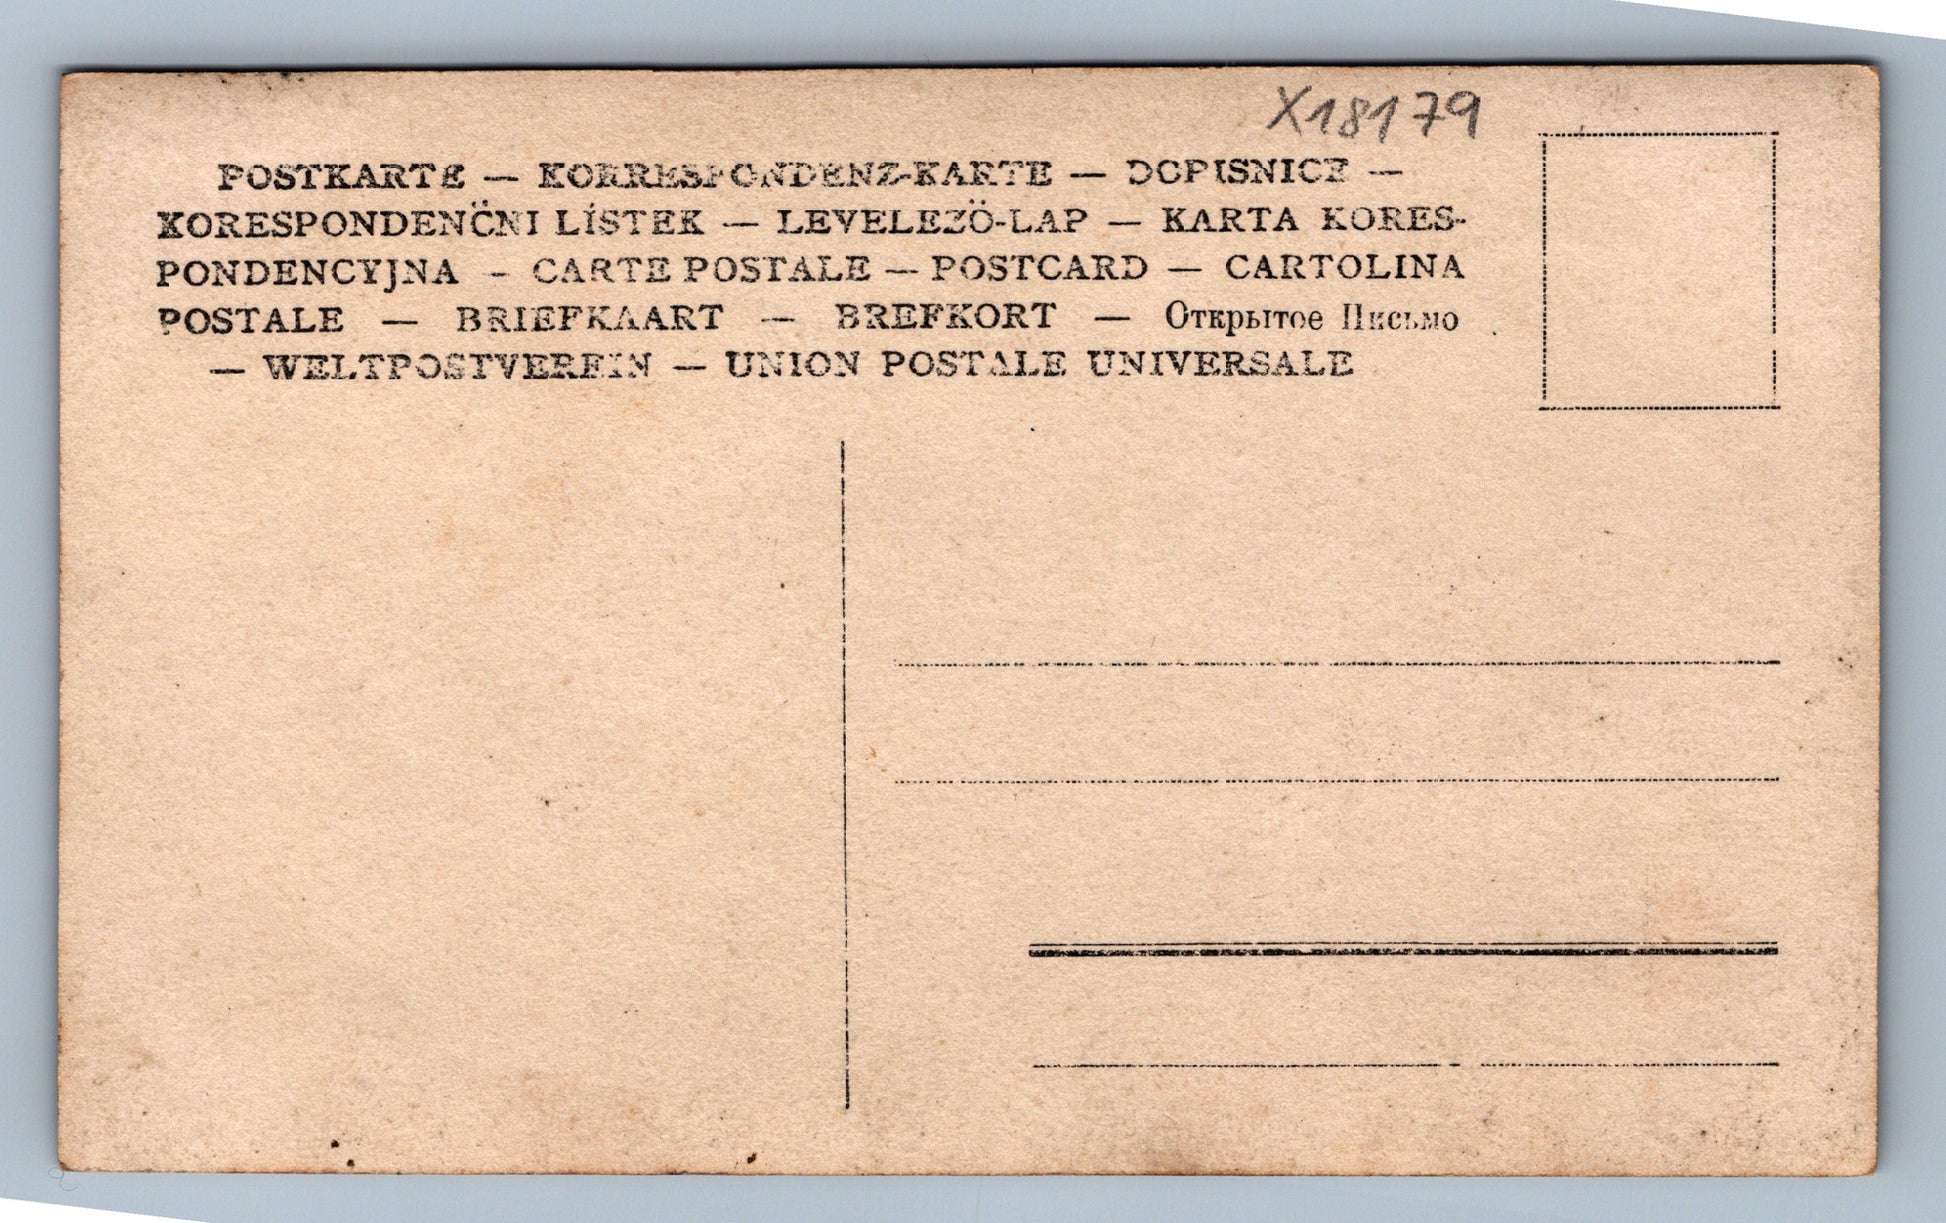 X18179
POSTKARTE — KORRESPONDENZ-KARTE — DOPISNICE —
KORESPONDENČNI LÍSTEK — LEVELEZÖ-LAP — KARTA KORES-
PONDENCYJNA - CARTE POSTALE — POSTCARD — CARTOLINA
POSTALE — BRIEFKAART — BREFKORT — Открытое Письмо
— WELTPOSTVEREIN — UNION POSTALE UNIVERSALE